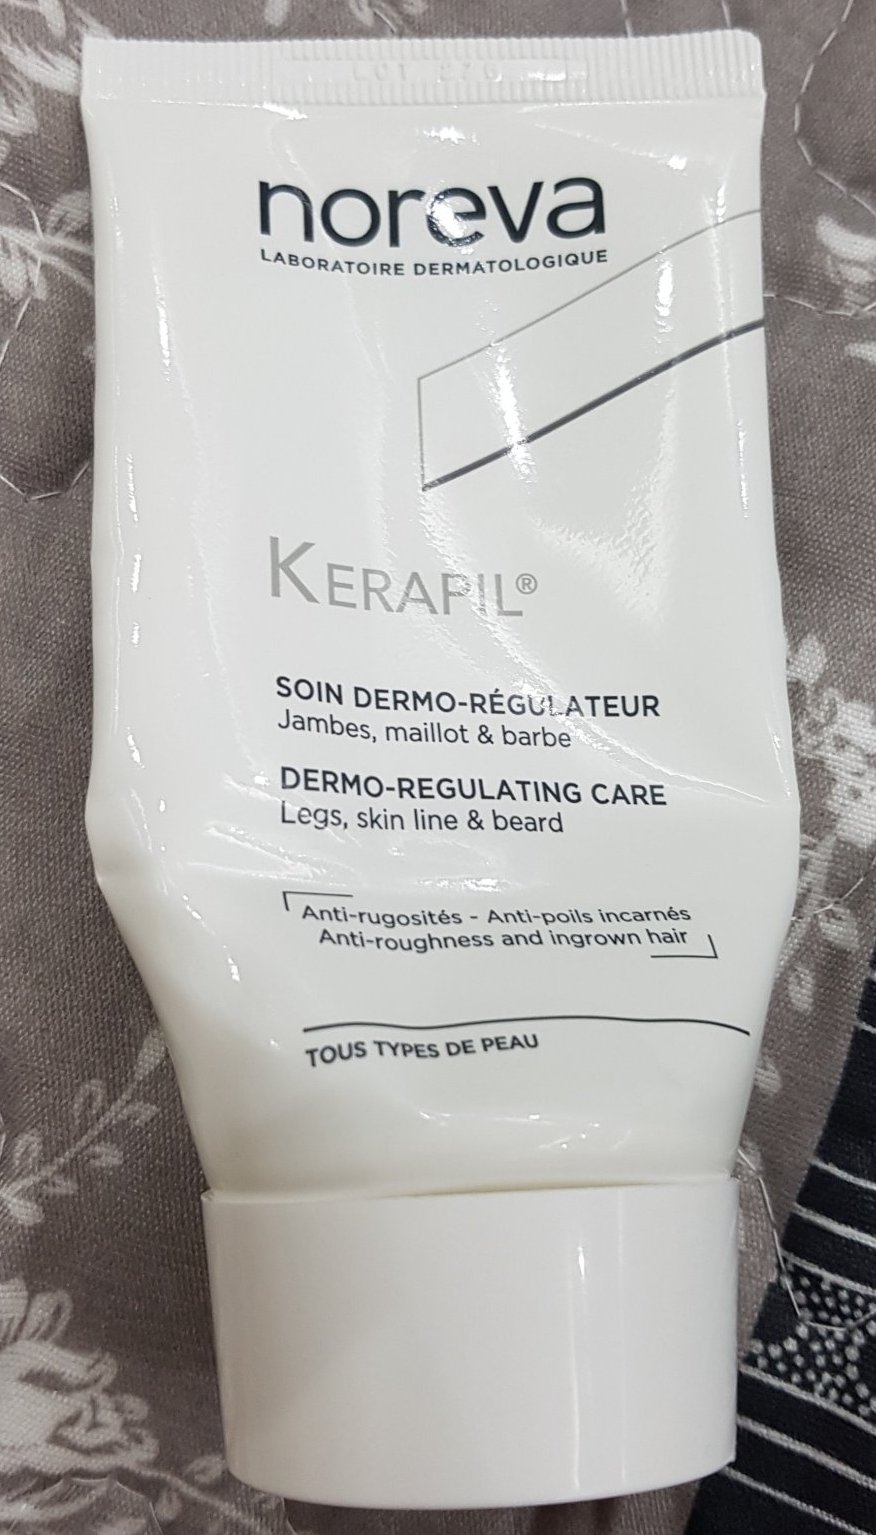 noreva
LABORATOIRE DERMATOLOGIQUE
KERAPIL®
SOIN DERMO-RÉGULATEUR
Jambes, maillot & barbe
DERMO-REGULATING CARE
Legs, skin line & beard
Anti-rugosités - Anti-poils incarnés
Anti-roughness and ingrown hair
TOUS TYPES DE PEAU